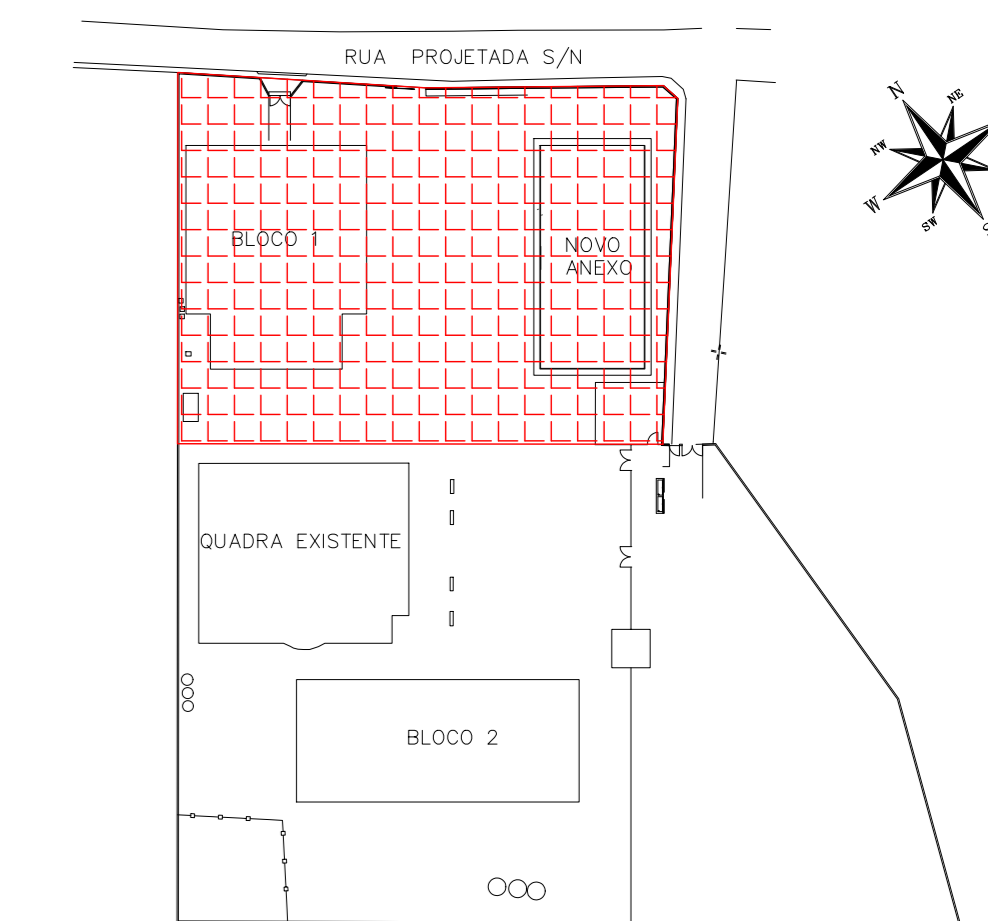 RUA PROJETADA S/N
N
NE
NW
W
SW
BLOCO 1
NOVO
ANEXO
QUADRA EXISTENTE
BLOCO 2